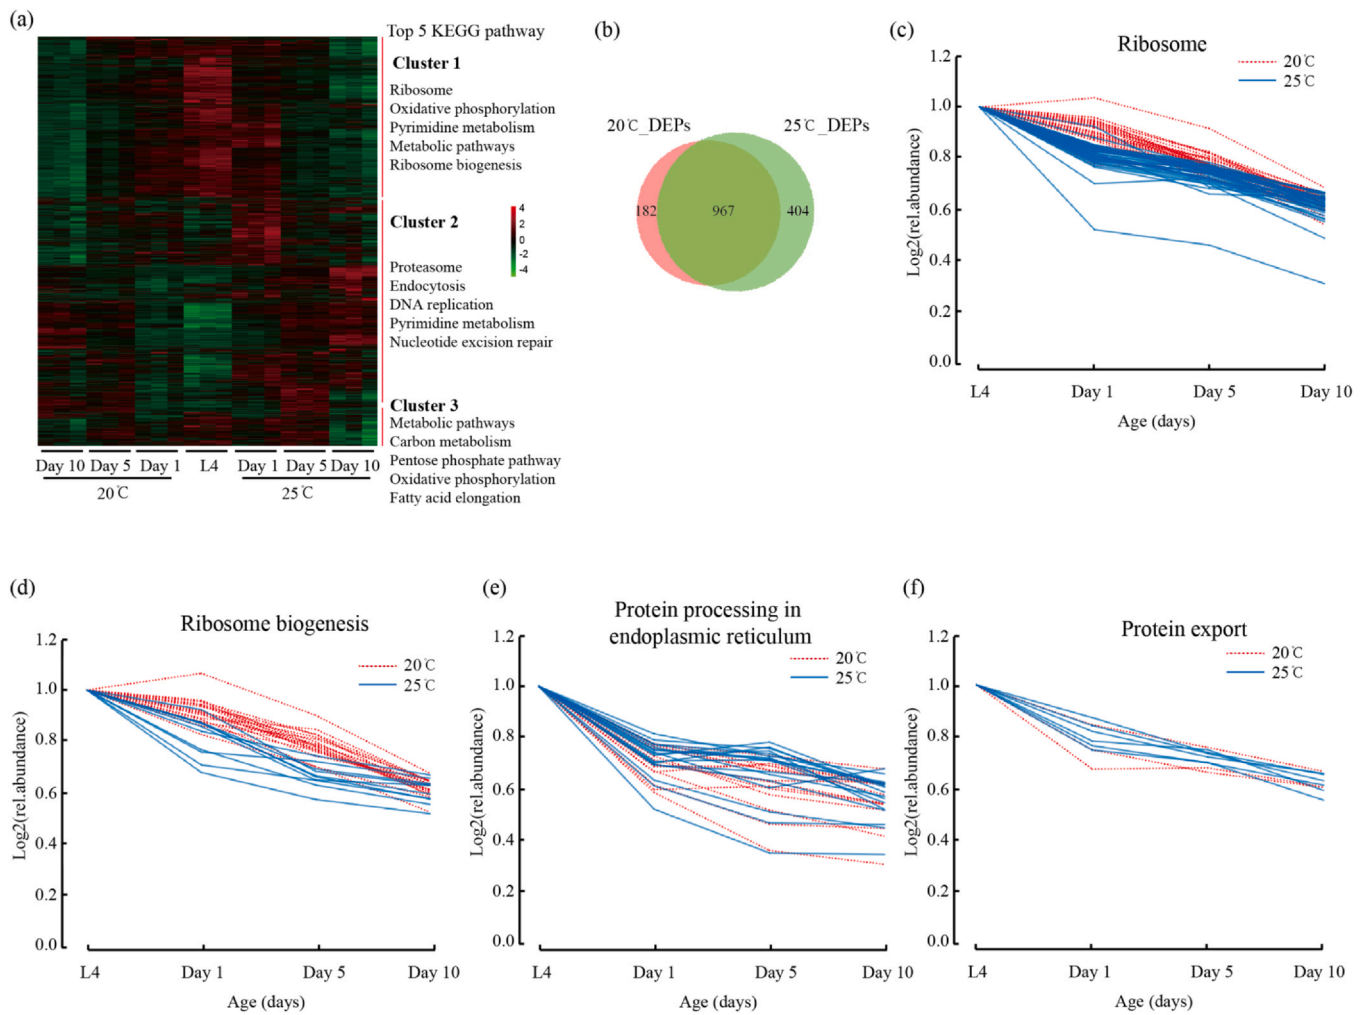 (a)
Top 5 KEGG pathway
Cluster 1
Ribosome
Oxidative phosphorylation
Pyrimidine metabolism
Metabolic pathways
Ribosome biogenesis
Cluster 2
4
2
0
-2
-4
Proteasome
Endocytosis
DNA replication
Pyrimidine metabolism
Nucleotide excision repair
Cluster 3
Metabolic pathways
Carbon metabolism
Pentose phosphate pathway
Oxidative phosphorylation
Fatty acid elongation
Day 10 Day 5 Day 1 L4 Day 1 Day 5 Day 10
20℃ 25℃
(b)
20℃_DEPs 25℃_DEPs
182 967 404
(c)
Ribosome
20℃
25℃
Log2(rel.abundance)
1.2
1.0
0.8
0.6
0.4
0.2
0.0
L4 Day 1 Day 5 Day 10
Age (days)
(d)
Ribosome biogenesis
20℃
25℃
Log2(rel.abundance)
1.2
1.0
0.8
0.6
0.4
0.2
0.0
L4 Day 1 Day 5 Day 10
Age (days)
(e)
Protein processing in
endoplasmic reticulum
20℃
25℃
Log2(rel.abundance)
1.2
1.0
0.8
0.6
0.4
0.2
0.0
L4 Day 1 Day 5 Day 10
Age (days)
(f)
Protein export
20℃
25℃
Log2(rel.abundance)
1.2
1.0
0.8
0.6
0.4
0.2
0.0
L4 Day 1 Day 5 Day 10
Age (days)